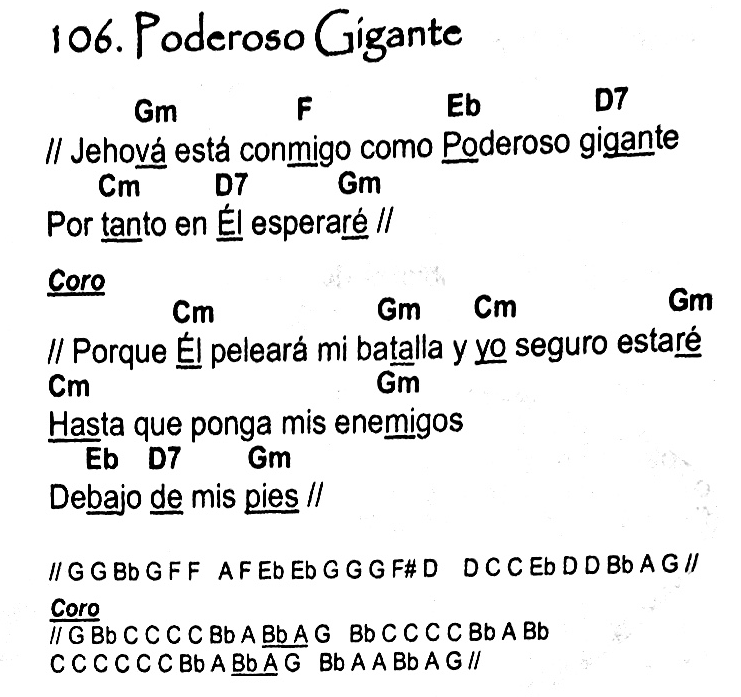 106. Poderoso Gigante
Gm F Eb D7
// Jehová está conmigo como Poderoso gigante
Cm D7 Gm
Por tanto en Él esperaré //
Coro
Cm Gm Cm Gm
// Porque Él peleará mi batalla y yo seguro estaré
Cm Gm
Hasta que ponga mis enemigos
Eb D7 Gm
Debajo de mis pies //
// G G Bb G F F A F Eb Eb G G G F# D D C C Eb D D Bb A G //
Coro
// G Bb C C C C Bb A Bb A G Bb C C C C Bb A Bb
C C C C C C Bb A Bb A G Bb A A Bb A G //